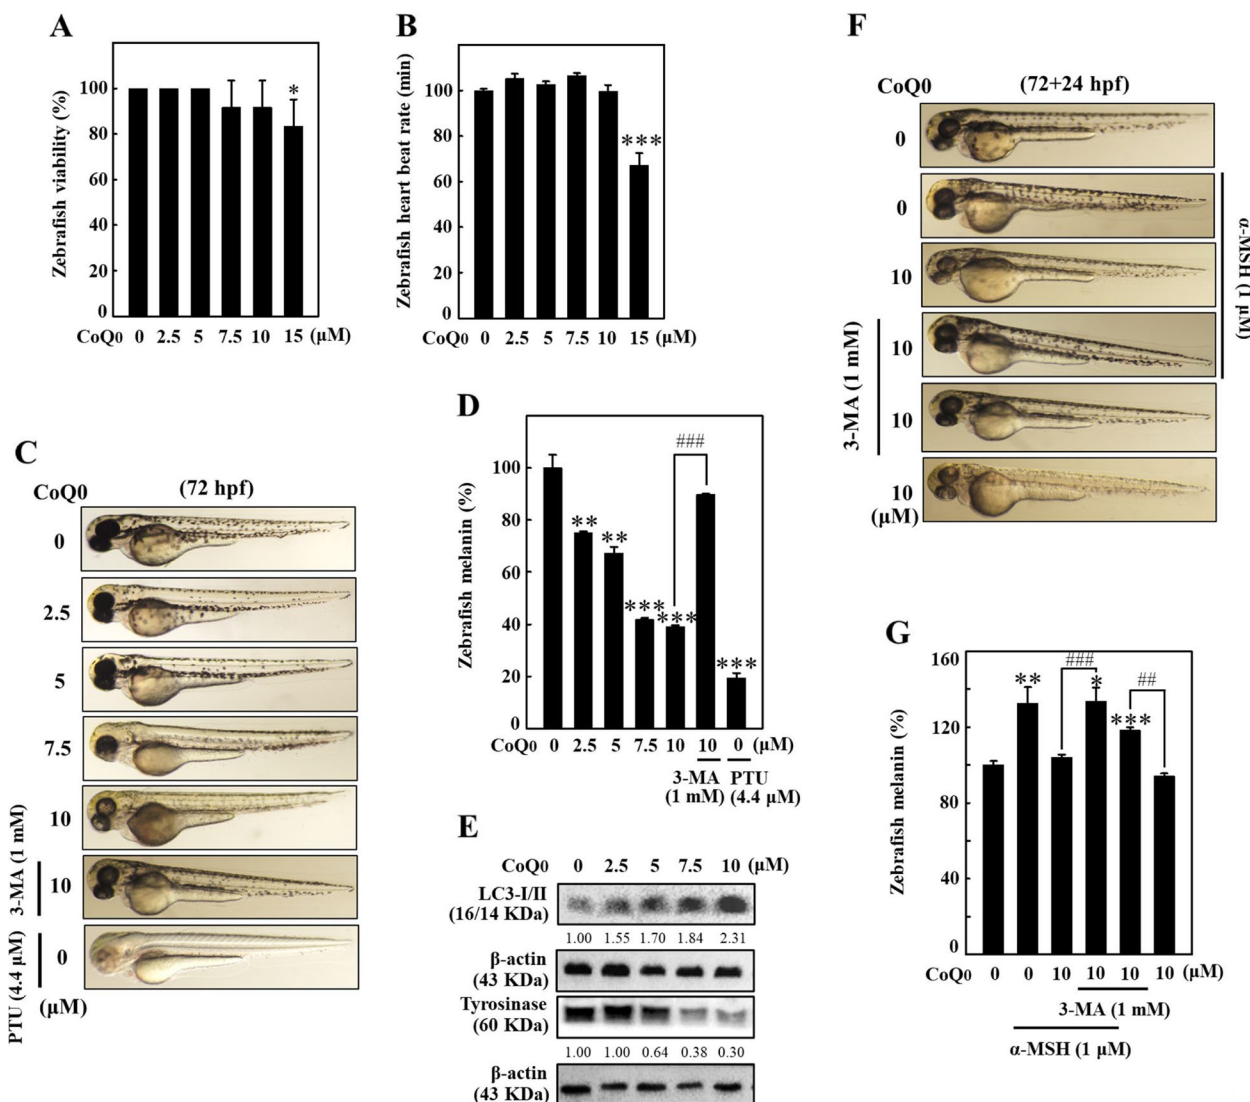 A
Zebrafish viability (%)
100
80
60
40
20
0
CoQ0 0 2.5 5 7.5 10 15 (μM)
*
B
Zebrafish heart beat rate (min)
100
80
60
40
20
0
CoQ0 0 2.5 5 7.5 10 15 (μM)
***
C
CoQ0 (72 hpf)
0
2.5
5
7.5
10
10
0
(μM)
3-MA (1 mM)
PTU (4.4 μM)
D
Zebrafish melanin (%)
100
80
60
40
20
0
** ** *** *** ***
###
CoQ0 0 2.5 5 7.5 10 10 0 (μM)
3-MA PTU
(1 mM) (4.4 μM)
E
CoQ0 0 2.5 5 7.5 10 (μM)
LC3-I/II
(16/14 KDa)
1.00 1.55 1.70 1.84 2.31
β-actin
(43 KDa)
Tyrosinase
(60 KDa)
1.00 1.00 0.64 0.38 0.30
β-actin
(43 KDa)
F
CoQ0 (72+24 hpf)
0
0
10
10
10
10
(μM)
α-MSH (1 μM)
3-MA (1 mM)
G
Zebrafish melanin (%)
160
120
80
40
0
** * ***
### ##
CoQ0 0 0 10 10 10 10 (μM)
3-MA (1 mM)
α-MSH (1 μM)